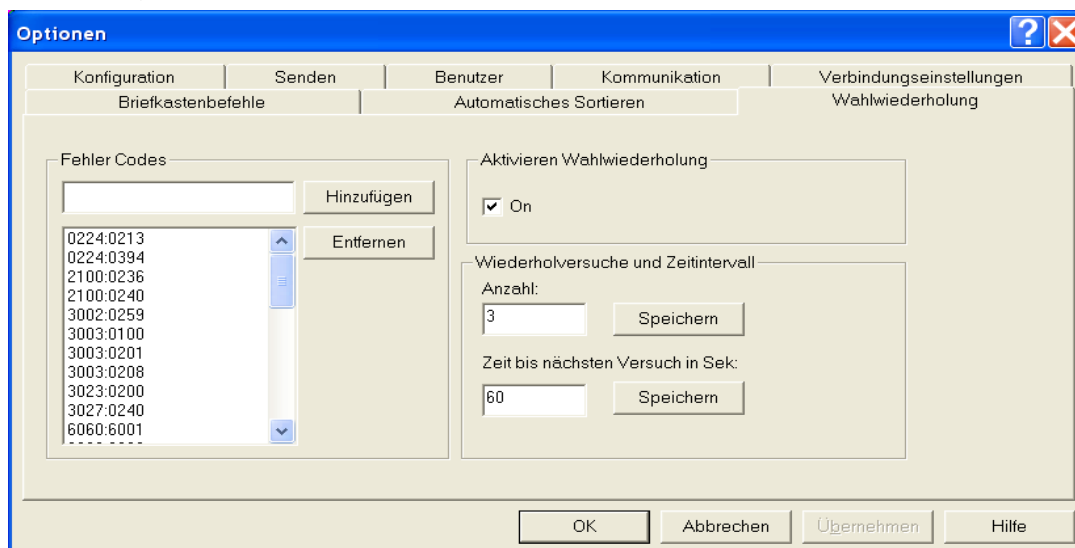 Optionen
Konfiguration
Senden
Benutzer
Kommunikation
Verbindungseinstellungen
Briefkastenbefehle
Automatisches Sortieren
Wahlwiederholung
Fehler Codes
Hinzufügen
0224:0213
0224:0394
2100:0236
2100:0240
3002:0259
3003:0100
3003:0201
3003:0208
3023:0200
3027:0240
6060:6001
Entfernen
Aktivieren Wahlwiederholung
On
Wiederholversuche und Zeitintervall
Anzahl:
3
Speichern
Zeit bis nächsten Versuch in Sek:
60
Speichern
OK
Abbrechen
Übernehmen
Hilfe